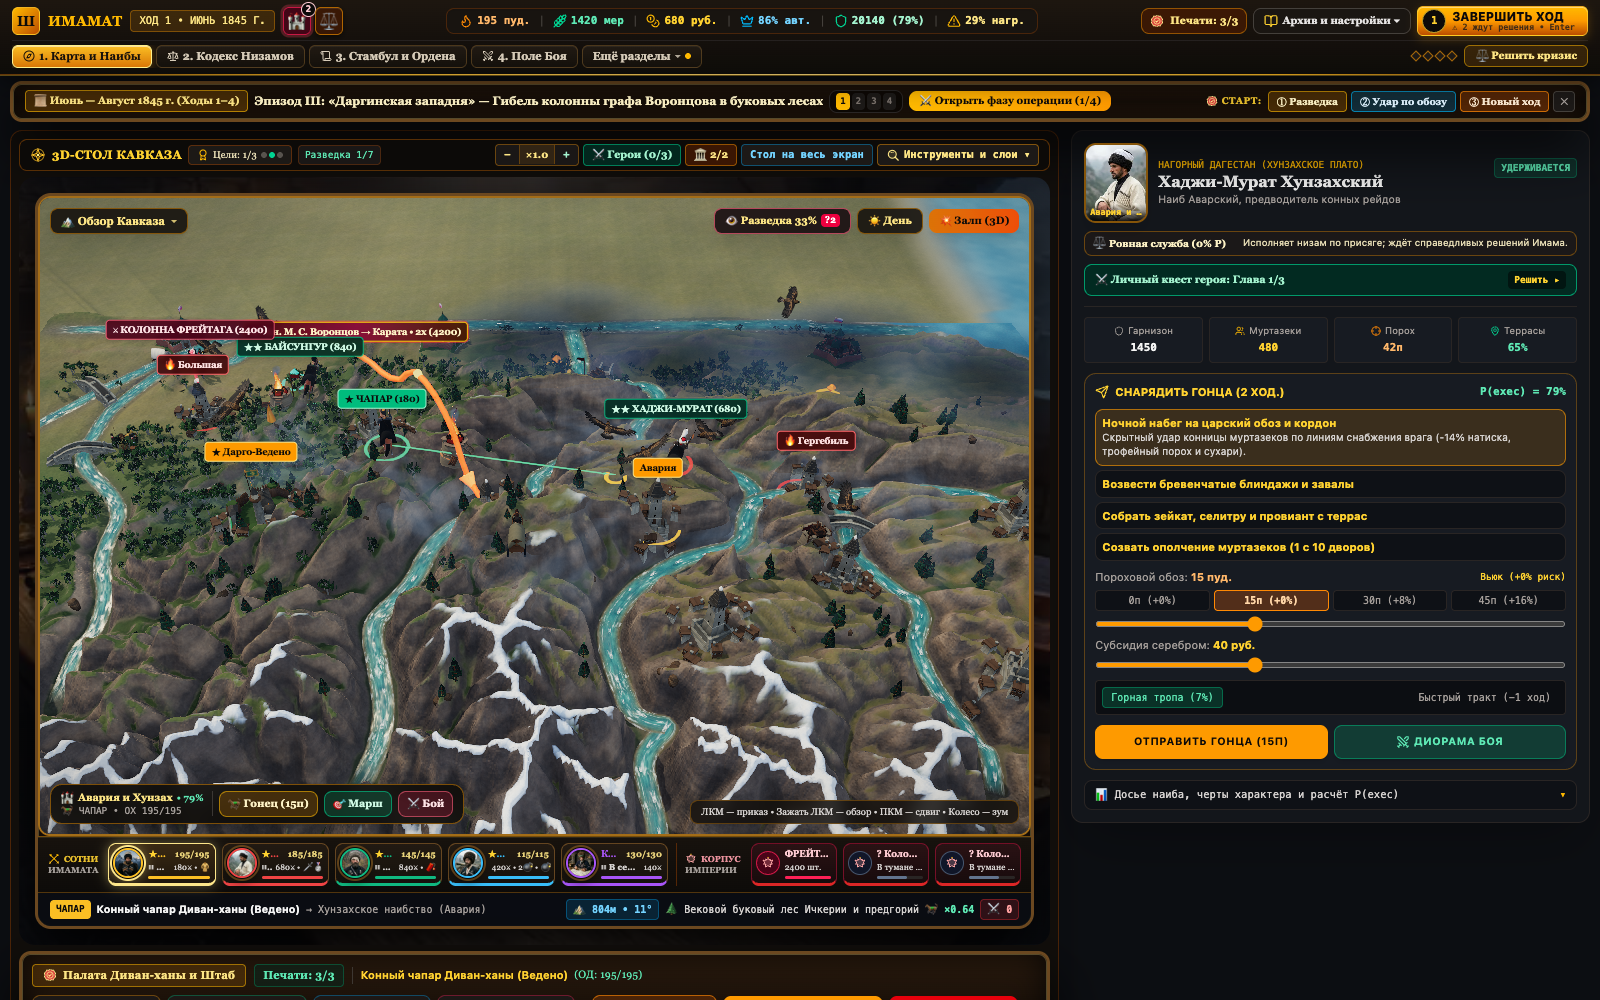 III ИМАМАТ ХОД 1 • ИЮНЬ 1845 Г. 2 195 пуд. 1420 мер 680 руб. 86% авт. 20140 (79%) 29% нагр. Печати: 3/3 Архив и настройки ▾ 1 ЗАВЕРШИТЬ ХОД
2 ждут решения • Enter
1. Карта и Наибы 2. Кодекс Низамов 3. Стамбул и Ордена 4. Поле Боя Ещё разделы Решить кризис
Июнь — Август 1845 г. (Ходы 1–4) Эпизод III: «Даргинская западня» — Гибель колонны графа Воронцова в буковых лесах 1 2 3 4 Открыть фазу операции (1/4) СТАРТ: ① Разведка ② Удар по обозу ③ Новый ход ✕
3D-СТОЛ КАВКАЗА Цели: 1/3 Разведка 1/7 − ×1.0 + Герои (0/3) 2/2 Стол на весь экран Инструменты и слои ▾
Обзор Кавказа Разведка 33% ?2 День Залп (3D)
КОЛОННА ФРЕЙТАГА (2400) М. С. Воронцов → Карата • 2x (4200)
★★ БАЙСУНГУР (840)
Большая
★ ЧАПАР (180)
★★ ХАДЖИ-МУРАТ (680)
Гергебиль
★ Дарго-Ведено
Авария
Авария и Хунзах • 79%
ЧАПАР • ОХ 195/195
Гонец (15п) Марш Бой
ЛКМ — приказ • Зажать ЛКМ — обзор • ПКМ — сдвиг • Колесо — зум
СОТНИ ИМАМАТА
★... 195/195
180x •
★... 185/185
680x •
★... 145/145
840x •
★... 115/115
420x • 2
К... 130/130
В се... 140x
КОРПУС ИМПЕРИИ
ФРЕЙТ...
2400 шт.
? Коло...
В тумане ...
? Коло...
В тумане ...
ЧАПАР Конный чапар Диван-ханы (Ведено) → Хунзахское наибство (Авария) 804м • 11° Вековой буковый лес Ичкерии и предгорий ×0.64 0
Палата Диван-ханы и Штаб Печати: 3/3 Конный чапар Диван-ханы (Ведено) (ОД: 195/195)
НАГОРНЫЙ ДАГЕСТАН (ХУНЗАХСКОЕ ПЛАТО)
Хаджи-Мурат Хунзахский
Наиб Аварский, предводитель конных рейдов
УДЕРЖИВАЕТСЯ
Авария и ...
Ровная служба (0% Р) Исполняет низам по присяге; ждёт справедливых решений Имама.
Личный квест героя: Глава 1/3 Решить ▸
Гарнизон
1450
Муртазеки
480
Порох
42п
Террасы
65%
СНАРЯДИТЬ ГОНЦА (2 ХОД.) P(exec) = 79%
Ночной набег на царский обоз и кордон
Скрытный удар конницы муртазеков по линиям снабжения врага (-14% натиска,
трофейный порох и сухари).
Возвести бревенчатые блиндажи и завалы
Собрать зейкат, селитру и провиант с террас
Созвать ополчение муртазеков (1 с 10 дворов)
Пороховой обоз: 15 пуд. Вьюк (+0% риск)
0п (+0%) 15п (+0%) 30п (+8%) 45п (+16%)
Субсидия серебром: 40 руб.
Горная тропа (7%) Быстрый тракт (−1 ход)
ОТПРАВИТЬ ГОНЦА (15П) ДИОРАМА БОЯ
Досье наиба, черты характера и расчёт P(exec) ▾